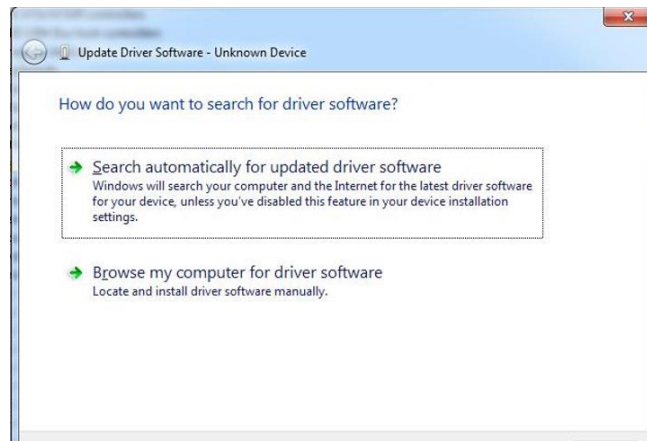 Update Driver Software - Unknown Device
How do you want to search for driver software?
Search automatically for updated driver software
Windows will search your computer and the Internet for the latest driver software
for your device, unless you've disabled this feature in your device installation
settings.
Browse my computer for driver software
Locate and install driver software manually.